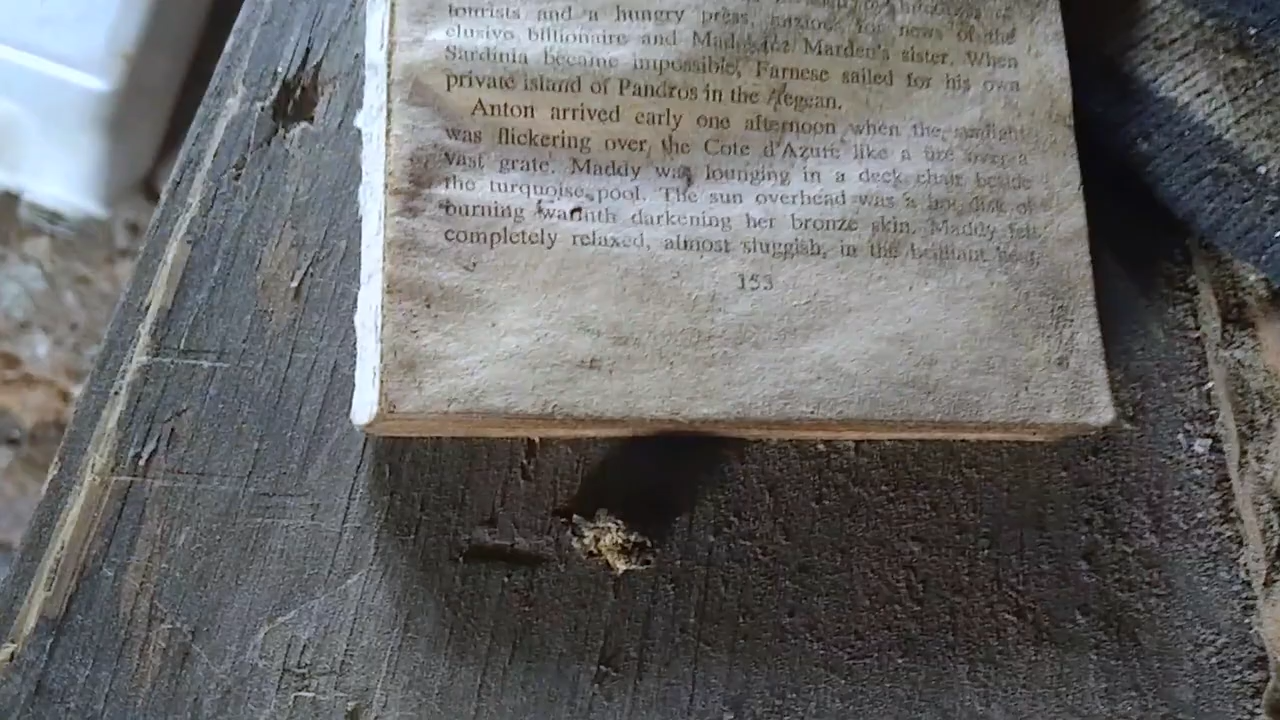 tourists and a hungry press, anxious for news of the
clusive billionaire and Marden's sister. When
Sardinia became impossible, Farnese sailed for his own
private island of Pandros in the Aegean.
Anton arrived early one afternoon when the sunlight
was flickering over the Cote d'Azure like a fire over a
vast grate. Maddy was lounging in a deck chair beside
the turquoise pool. The sun overhead was a hot disk of
burning warmth darkening her bronze skin. Maddy felt
completely relaxed, almost sluggish, in the brilliant heat,
153